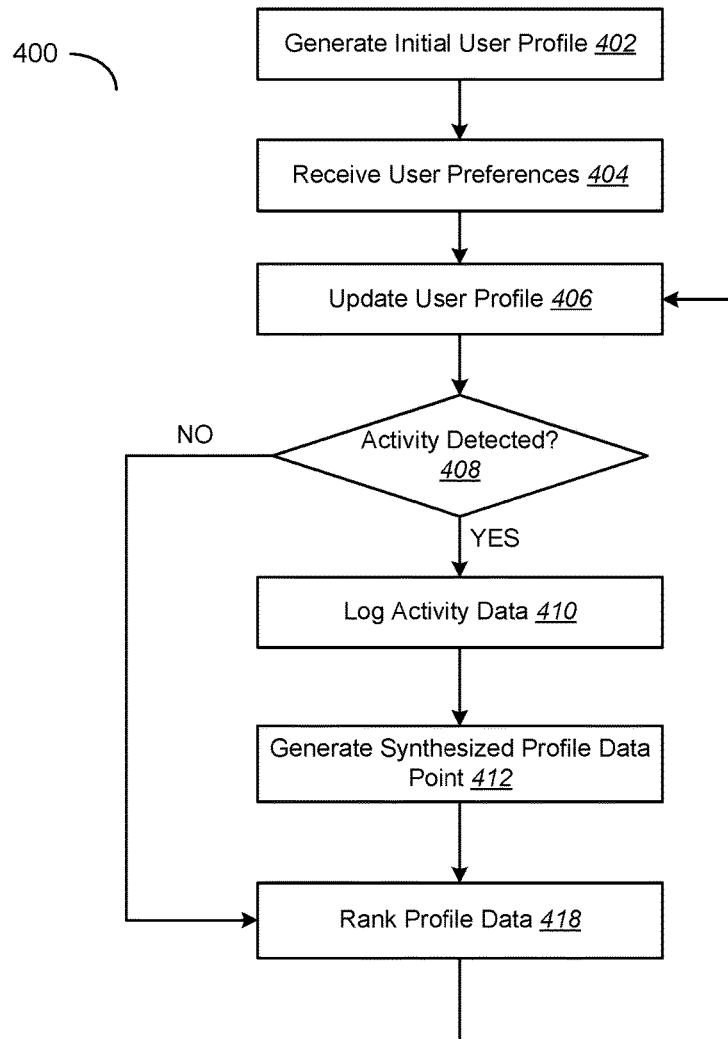 400
Generate Initial User Profile 402
Receive User Preferences 404
Update User Profile 406
NO
Activity Detected?
408
YES
Log Activity Data 410
Generate Synthesized Profile Data
Point 412
Rank Profile Data 418